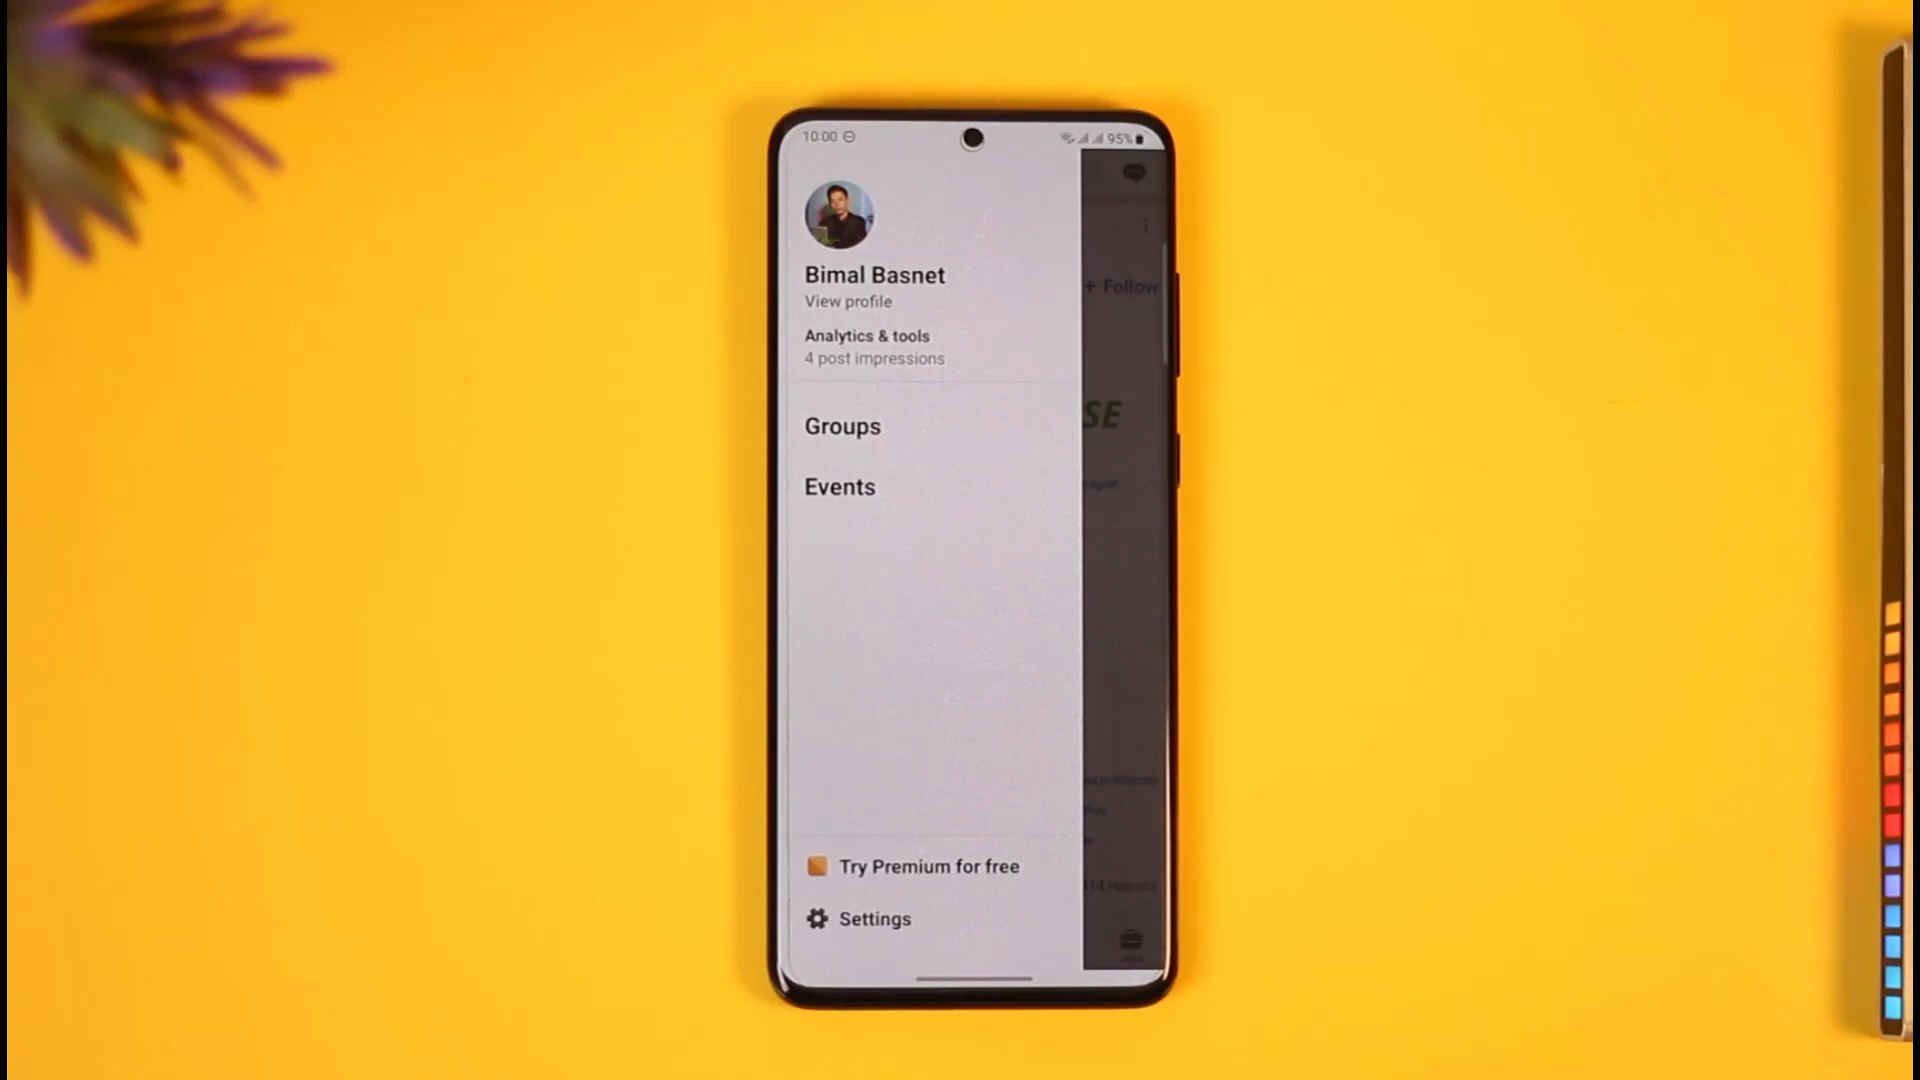 10:00
95%
Bimal Basnet
View profile
Analytics & tools
4 post impressions
+ Follow
SE
Groups
Events
Try Premium for free
Settings